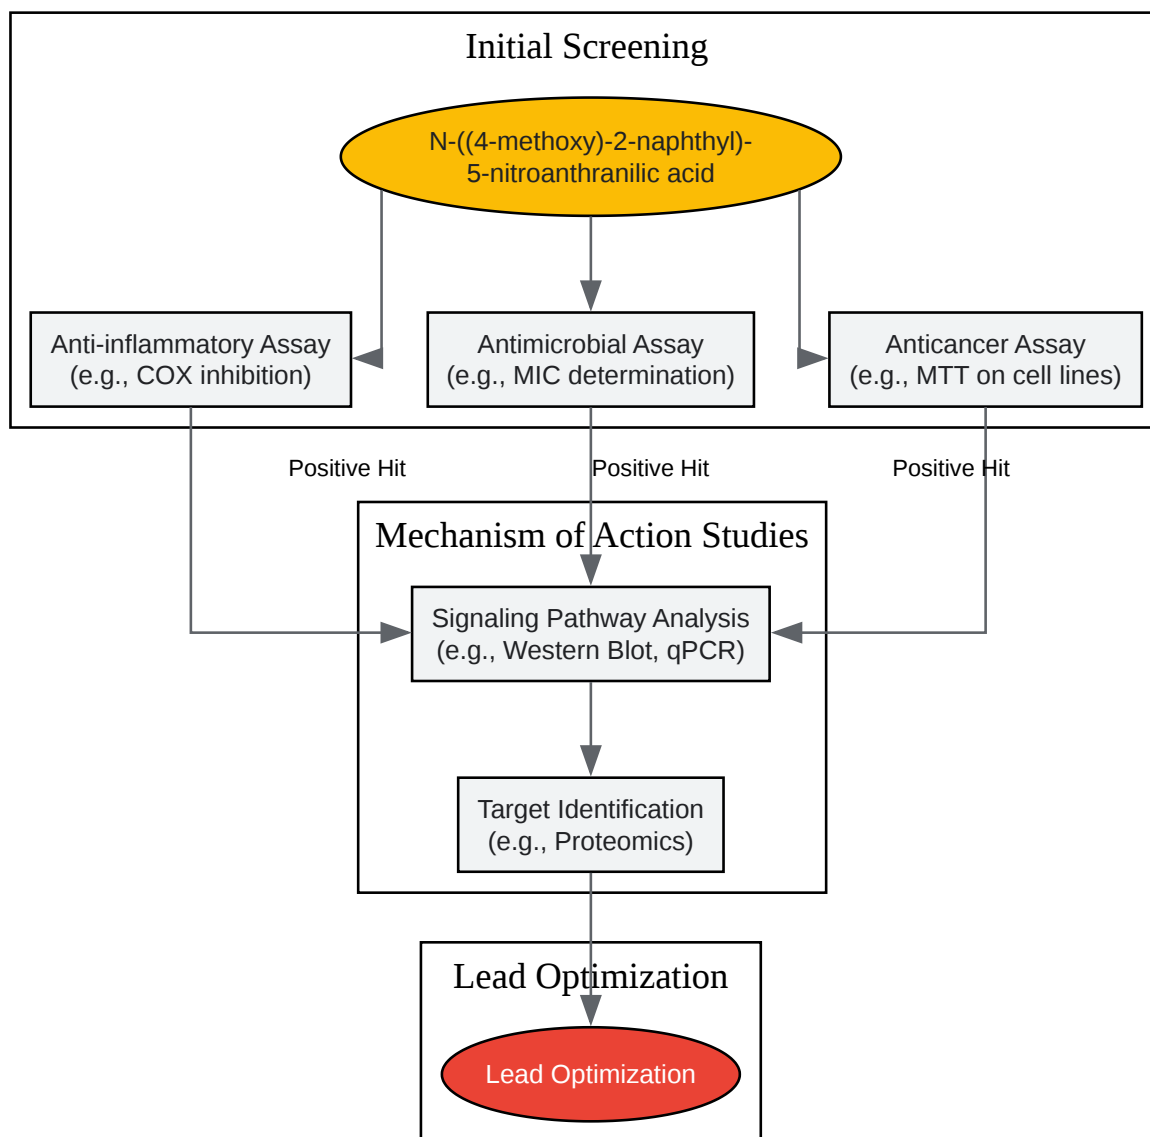 Initial Screening
N-((4-methoxy)-2-naphthyl)-
5-nitroanthranilic acid
Anti-inflammatory Assay
(e.g., COX inhibition)
Antimicrobial Assay
(e.g., MIC determination)
Anticancer Assay
(e.g., MTT on cell lines)
Positive Hit
Positive Hit
Positive Hit
Mechanism of Action Studies
Signaling Pathway Analysis
(e.g., Western Blot, qPCR)
Target Identification
(e.g., Proteomics)
Lead Optimization
Lead Optimization